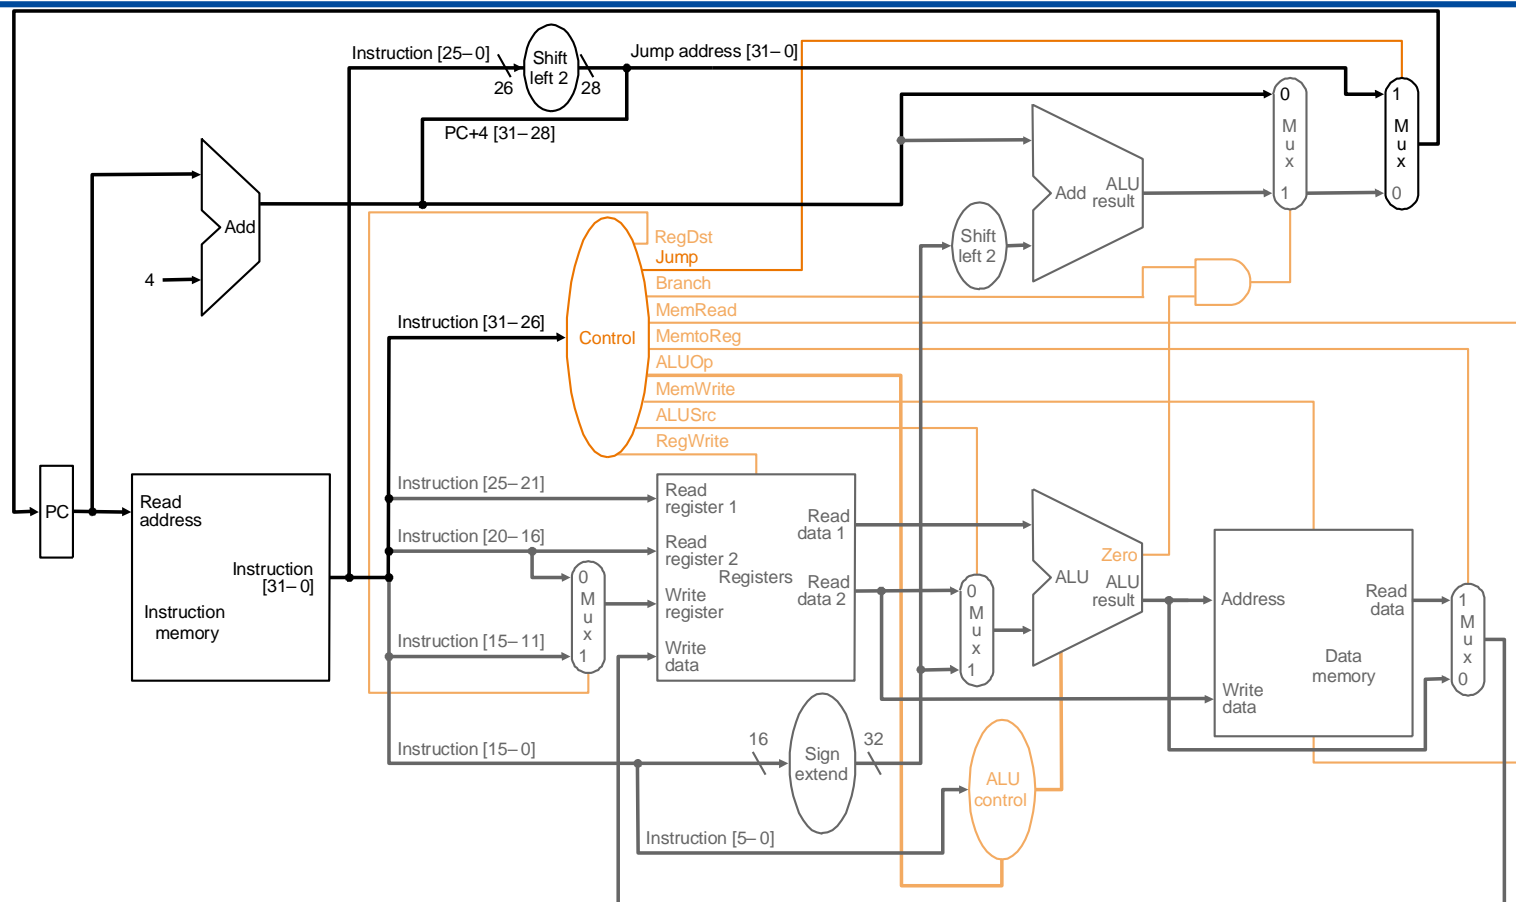 Instruction [25–0]
Shift
left 2
Jump address [31–0]
26
28
PC+4 [31–28]
0
M
u
x
1
1
M
u
x
0
Add
4
Add
ALU
result
Shift
left 2
RegDst
Jump
Branch
MemRead
MemtoReg
ALUOp
MemWrite
ALUSrc
RegWrite
Instruction [31–26]
Control
PC
Read
address
Instruction
[31–0]
Instruction
memory
Instruction [25–21]
Instruction [20–16]
Instruction [15–11]
Instruction [15–0]
Instruction [5–0]
0
M
u
x
1
Read
register 1
Read
register 2
Write
register
Write
data
Registers
Read
data 1
Read
data 2
0
M
u
x
1
Zero
ALU
ALU
result
Address
Write
data
Read
data
Data
memory
1
M
u
x
0
16
Sign
extend
32
ALU
control